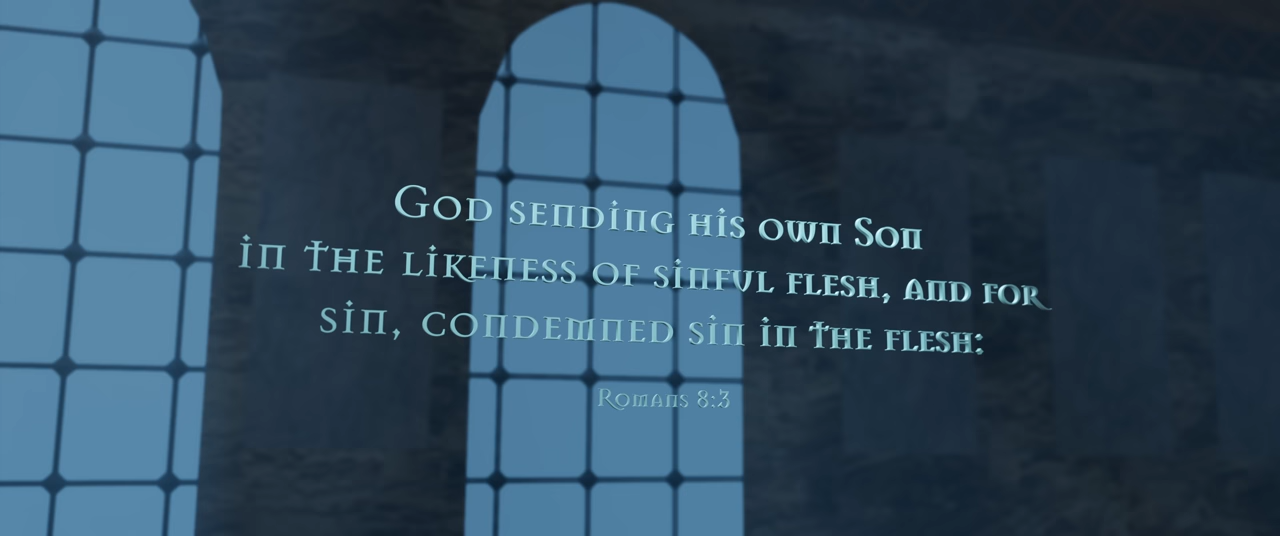 God sending his own Son
in the likeness of sinful flesh, and for
sin, condemned sin in the flesh:
Romans 8:3